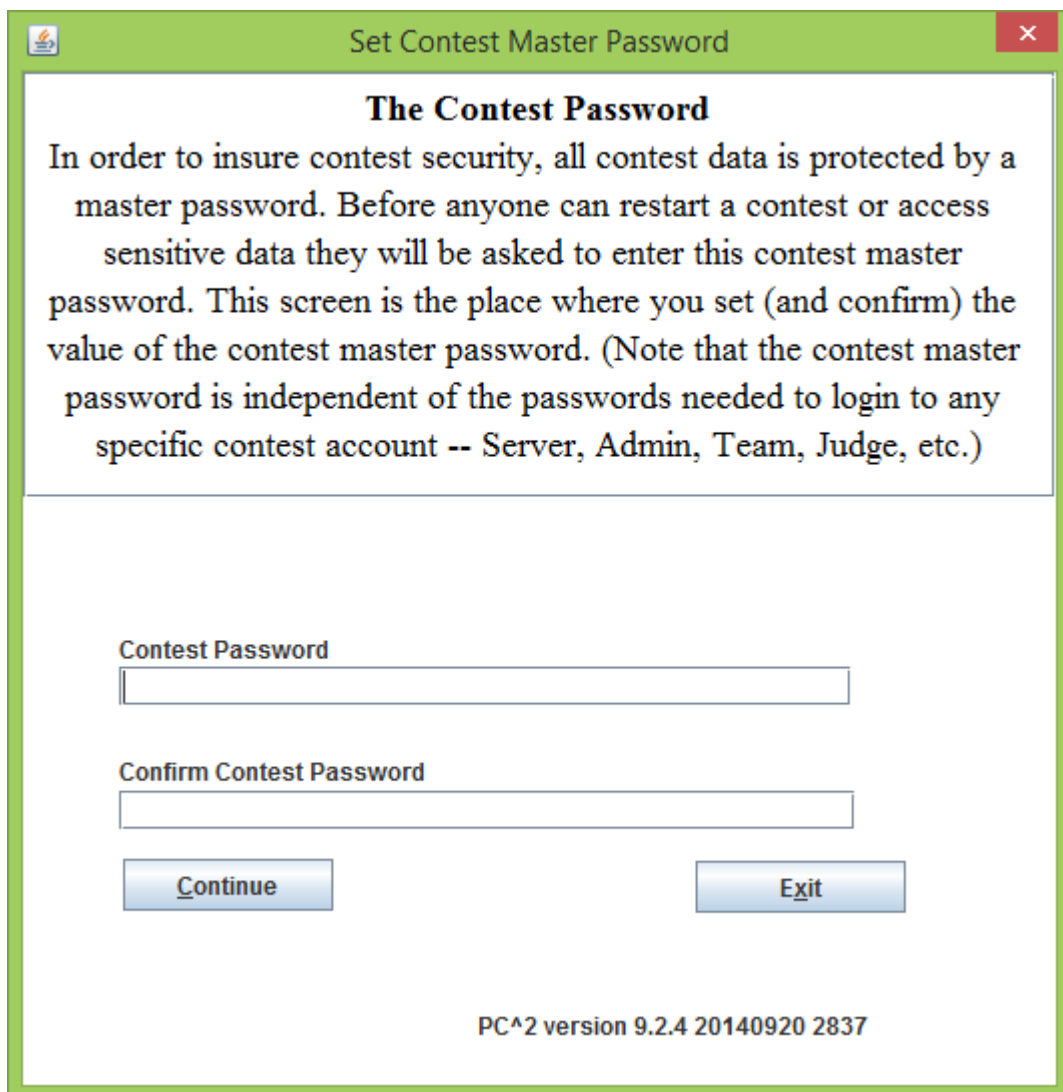 Set Contest Master Password
The Contest Password
In order to insure contest security, all contest data is protected by a
master password. Before anyone can restart a contest or access
sensitive data they will be asked to enter this contest master
password. This screen is the place where you set (and confirm) the
value of the contest master password. (Note that the contest master
password is independent of the passwords needed to login to any
specific contest account -- Server, Admin, Team, Judge, etc.)
Contest Password
Confirm Contest Password
Continue Exit
PC^2 version 9.2.4 20140920 2837